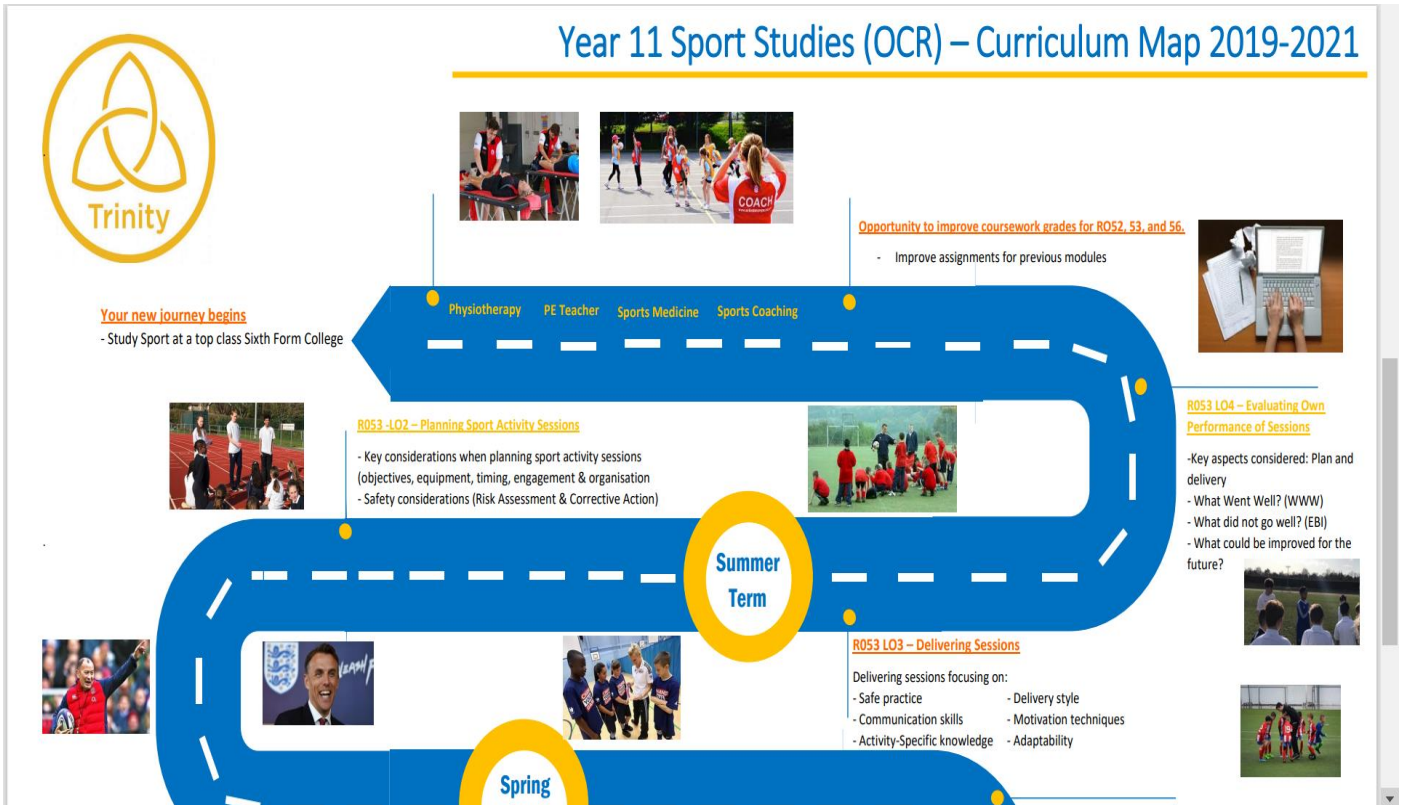 Year 11 Sport Studies (OCR) – Curriculum Map 2019-2021
Trinity
COACH
Opportunity to improve coursework grades for RO52, 53, and 56.
- Improve assignments for previous modules
Physiotherapy PE Teacher Sports Medicine Sports Coaching
Your new journey begins
- Study Sport at a top class Sixth Form College
R053 LO4 – Evaluating Own
Performance of Sessions
-Key aspects considered: Plan and
delivery
- What Went Well? (WWW)
- What did not go well? (EBI)
- What could be improved for the
future?
R053 -LO2 – Planning Sport Activity Sessions
- Key considerations when planning sport activity sessions
(objectives, equipment, timing, engagement & organisation
- Safety considerations (Risk Assessment & Corrective Action)
Summer
Term
R053 LO3 – Delivering Sessions
Delivering sessions focusing on:
- Safe practice
- Communication skills
- Activity-Specific knowledge
- Delivery style
- Motivation techniques
- Adaptability
Spring